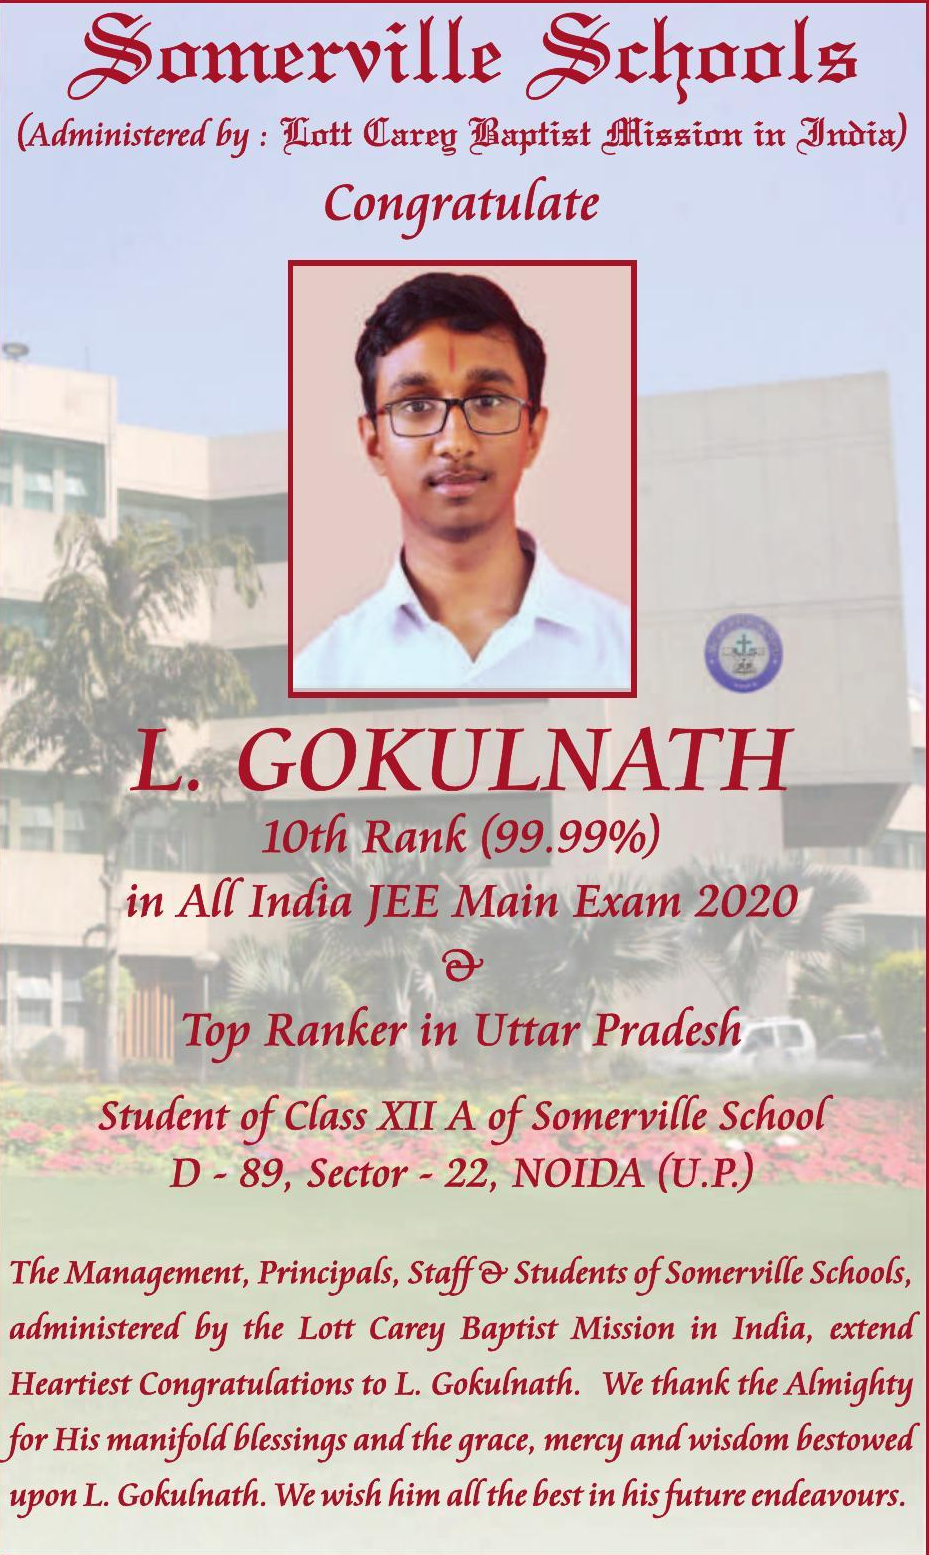 Somerville Schools
(Administered by : Lott Carey Baptist Mission in India)
Congratulate
L. GOKULNATH
10th Rank (99.99%)
in All India JEE Main Exam 2020
&
Top Ranker in Uttar Pradesh
Student of Class XII A of Somerville School
D - 89, Sector - 22, NOIDA (U.P.)
The Management, Principals, Staff & Students of Somerville Schools,
administered by the Lott Carey Baptist Mission in India, extend
Heartiest Congratulations to L. Gokulnath. We thank the Almighty
for His manifold blessings and the grace, mercy and wisdom bestowed
upon L. Gokulnath. We wish him all the best in his future endeavours.